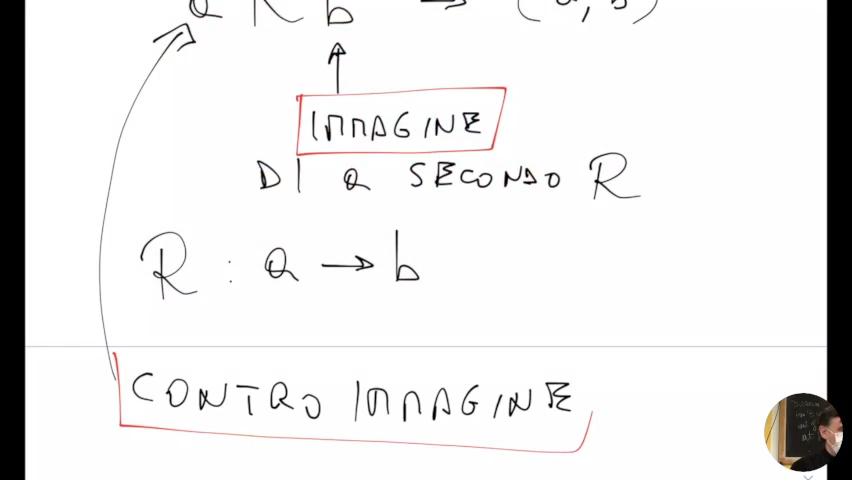 a R b → (a, b)
IMMAGINE
DI a SECONDO R
R : a → b
CONTRO IMMAGINE